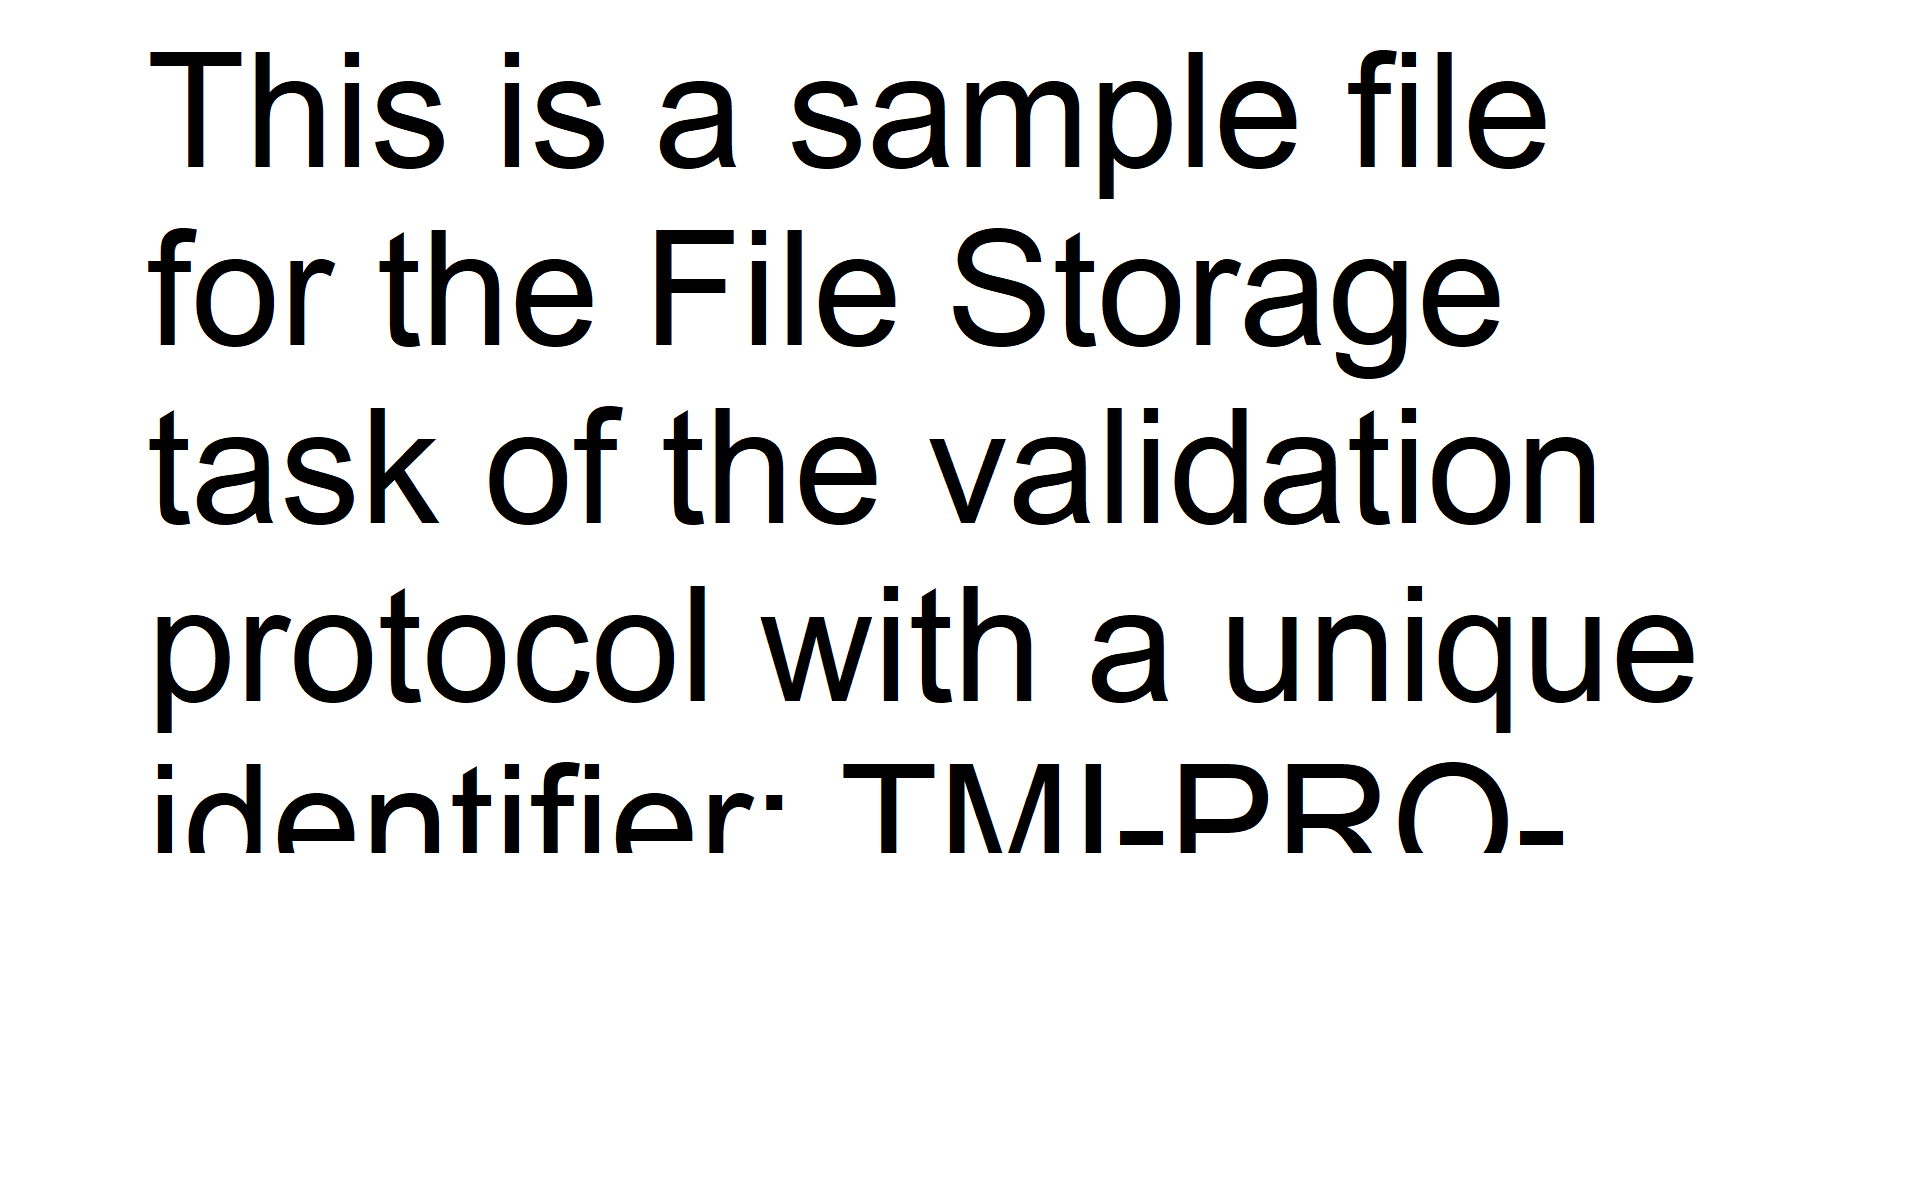 This is a sample file
for the File Storage
task of the validation
protocol with a unique
identifier: TMI-PRO-